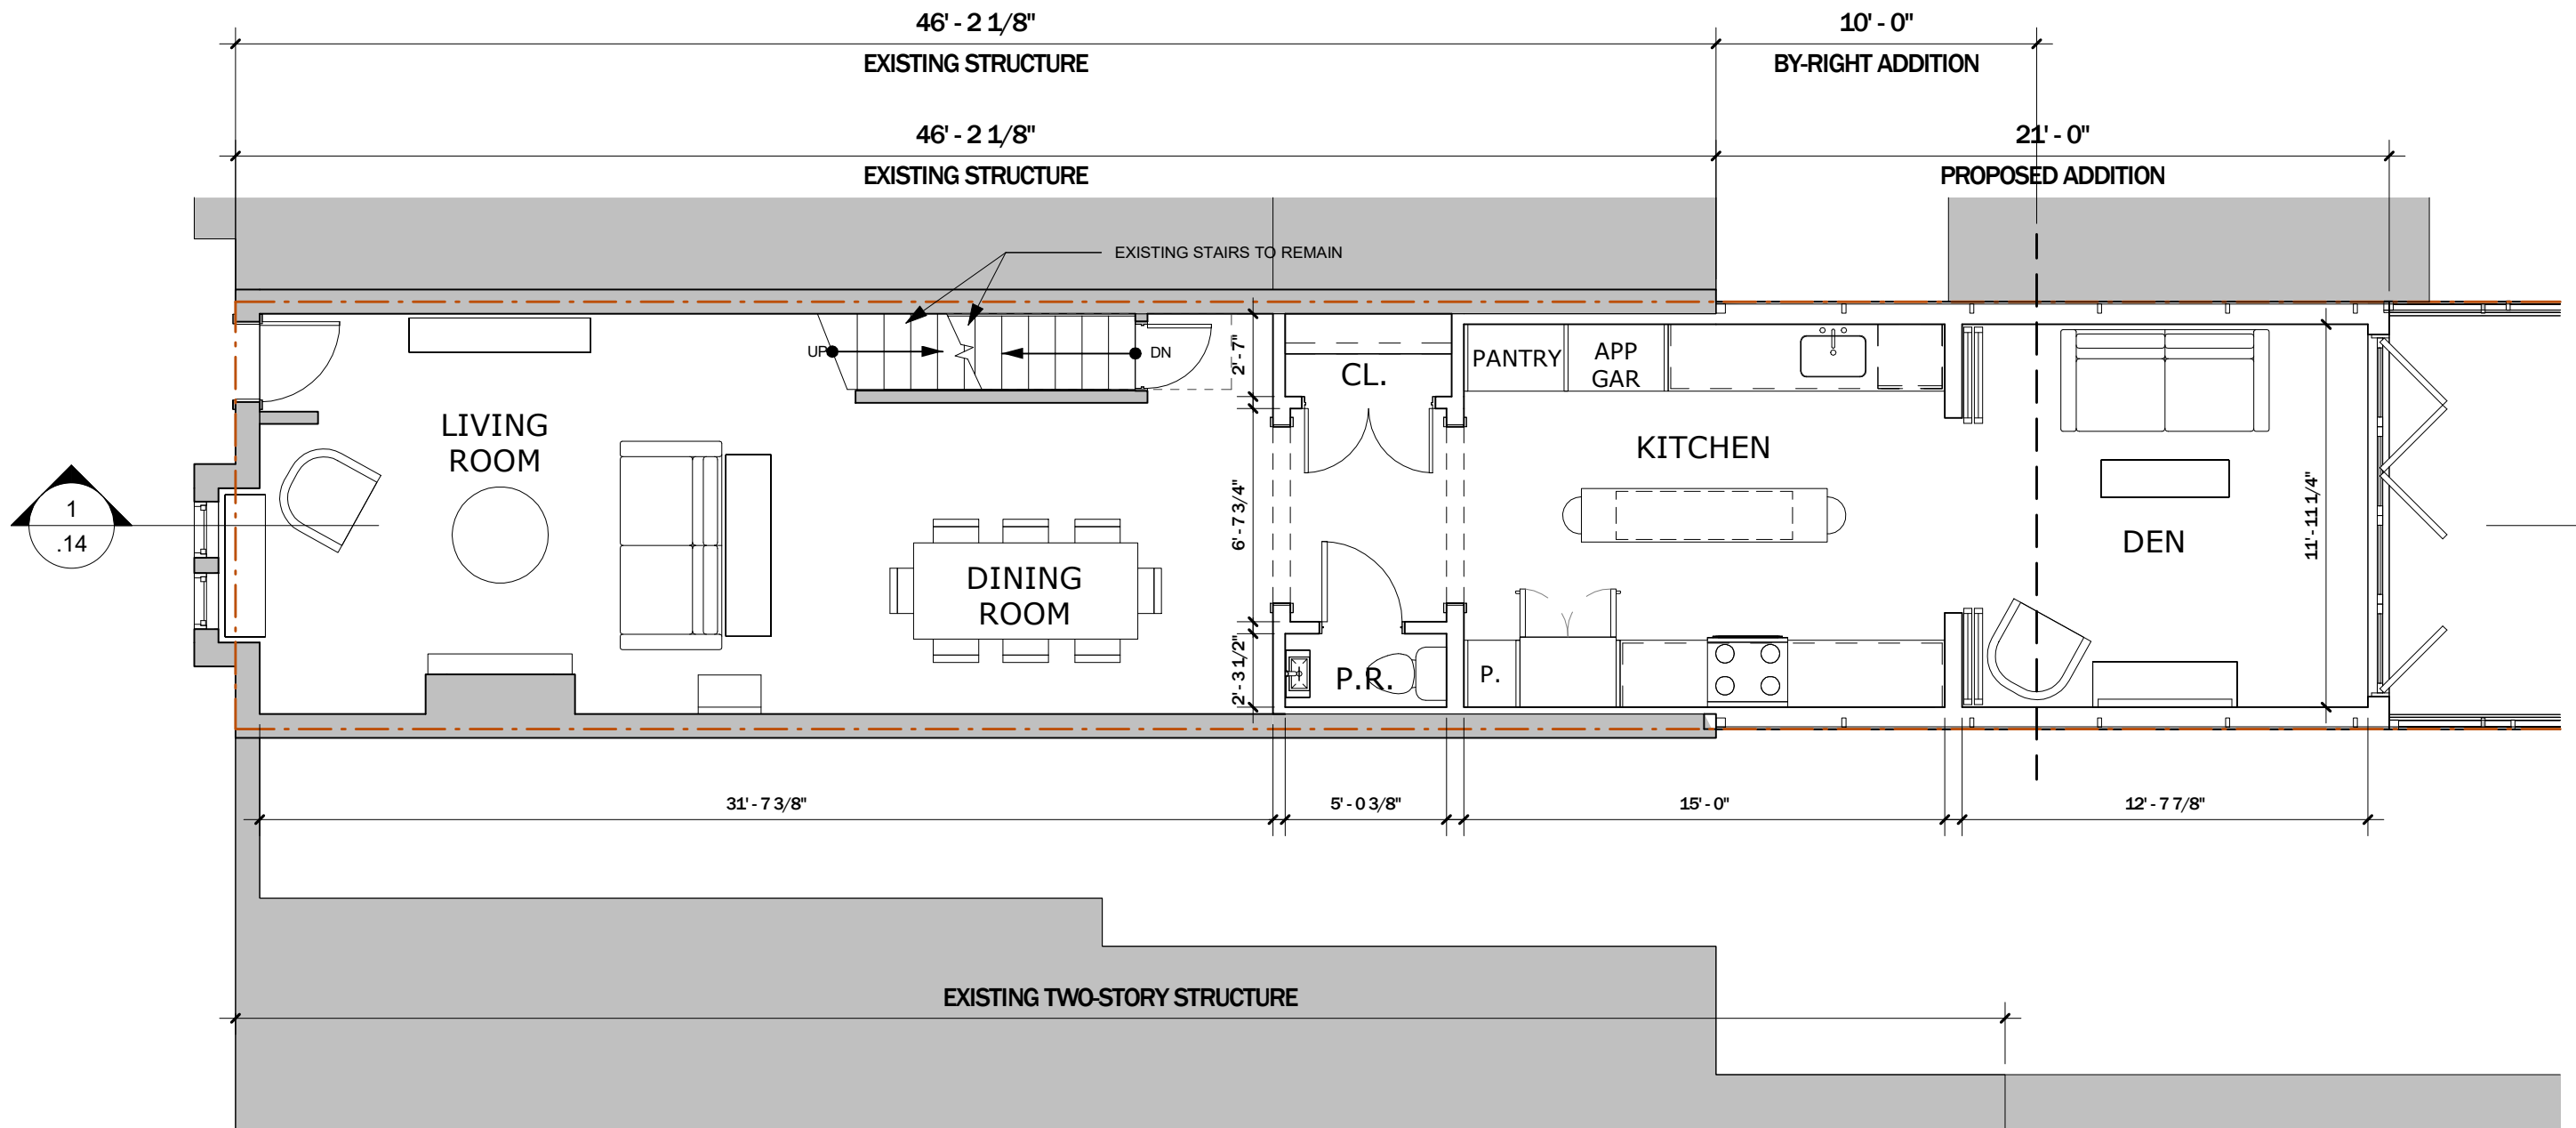 46' - 2 1/8"
10' - 0"
EXISTING STRUCTURE
BY-RIGHT ADDITION
46' - 2 1/8"
21' - 0"
EXISTING STRUCTURE
PROPOSED ADDITION
EXISTING STAIRS TO REMAIN
UP
DN
2' - 7"
CL.
PANTRY
APP
GAR
LIVING
ROOM
KITCHEN
1
.14
6' - 7 3/4"
11' - 11 1/4"
DEN
DINING
ROOM
2' - 3 1/2"
P.R.
P.
31' - 7 3/8"
5' - 0 3/8"
15' - 0"
12' - 7 7/8"
EXISTING TWO-STORY STRUCTURE